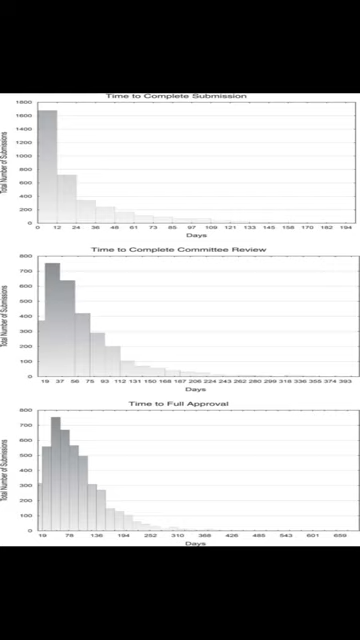 Time to Complete Submission
1800
1600
1400
1200
1000
800
600
400
200
0
Total Number of Submissions
0 12 24 36 48 61 73 85 97 109 121 133 145 158 170 182 194
Days
Time to Complete Committee Review
800
700
600
500
400
300
200
100
0
Total Number of Submissions
19 37 56 75 93 112 131 150 168 187 206 224 243 262 280 299 318 336 355 374 393
Days
Time to Full Approval
800
700
600
500
400
300
200
100
0
Total Number of Submissions
19 78 136 194 252 310 368 426 485 543 601 659
Days